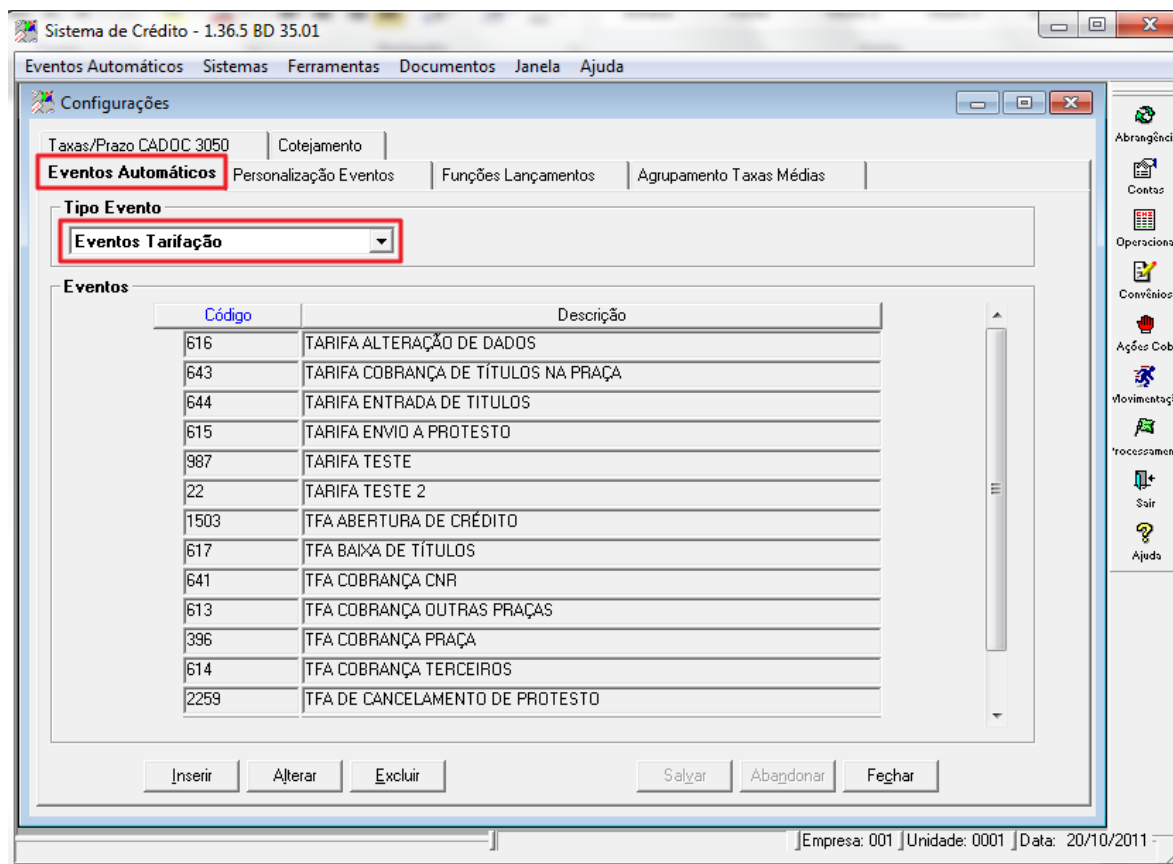 Sistema de Crédito - 1.36.5 BD 35.01
Eventos Automáticos Sistemas Ferramentas Documentos Janela Ajuda
Configurações
Taxas/Prazo CADOC 3050 Cotejamento
Eventos Automáticos Personalização Eventos Funções Lançamentos Agrupamento Taxas Médias
Tipo Evento
Eventos Tarifação
Eventos
Código Descrição
616 TARIFA ALTERAÇÃO DE DADOS
643 TARIFA COBRANÇA DE TÍTULOS NA PRAÇA
644 TARIFA ENTRADA DE TITULOS
615 TARIFA ENVIO A PROTESTO
987 TARIFA TESTE
22 TARIFA TESTE 2
1503 TFA ABERTURA DE CRÉDITO
617 TFA BAIXA DE TÍTULOS
641 TFA COBRANÇA CNR
613 TFA COBRANÇA OUTRAS PRAÇAS
396 TFA COBRANÇA PRAÇA
614 TFA COBRANÇA TERCEIROS
2259 TFA DE CANCELAMENTO DE PROTESTO
Inserir Alterar Excluir Salvar Abandonar Fechar
Abrangênci
Contas
Operaciona
Convênios
Ações Cob
Movimentaçã
Processamen
Sair
Ajuda
Empresa: 001 Unidade: 0001 Data: 20/10/2011